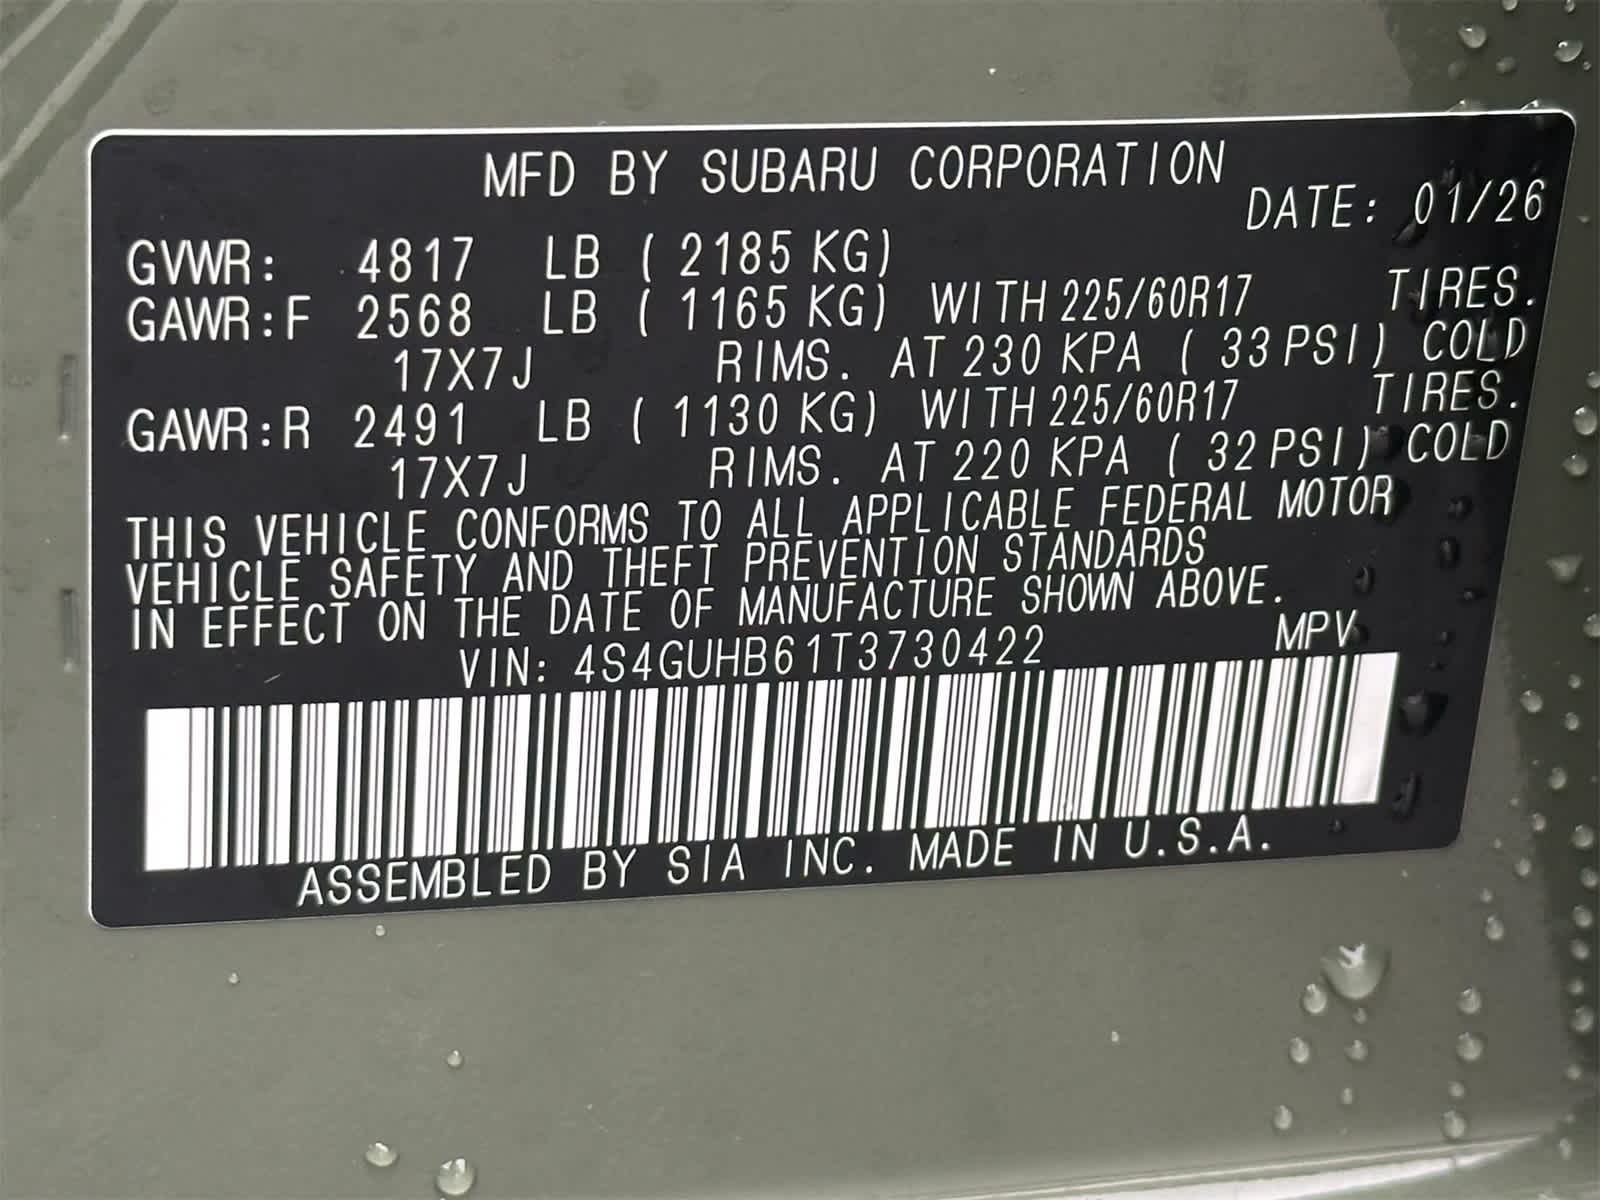 MFD BY SUBARU CORPORATION
DATE: 01/26
GVWR: 4817 LB ( 2185 KG)
GAWR:F 2568 LB ( 1165 KG) WITH 225/60R17 TIRES.
17X7J RIMS. AT 230 KPA ( 33 PSI) COLD
GAWR:R 2491 LB ( 1130 KG) WITH 225/60R17 TIRES.
17X7J RIMS. AT 220 KPA ( 32 PSI) COLD
THIS VEHICLE CONFORMS TO ALL APPLICABLE FEDERAL MOTOR
VEHICLE SAFETY AND THEFT PREVENTION STANDARDS
IN EFFECT ON THE DATE OF MANUFACTURE SHOWN ABOVE.
VIN: 4S4GUHB61T3730422 MPV
ASSEMBLED BY SIA INC. MADE IN U.S.A.